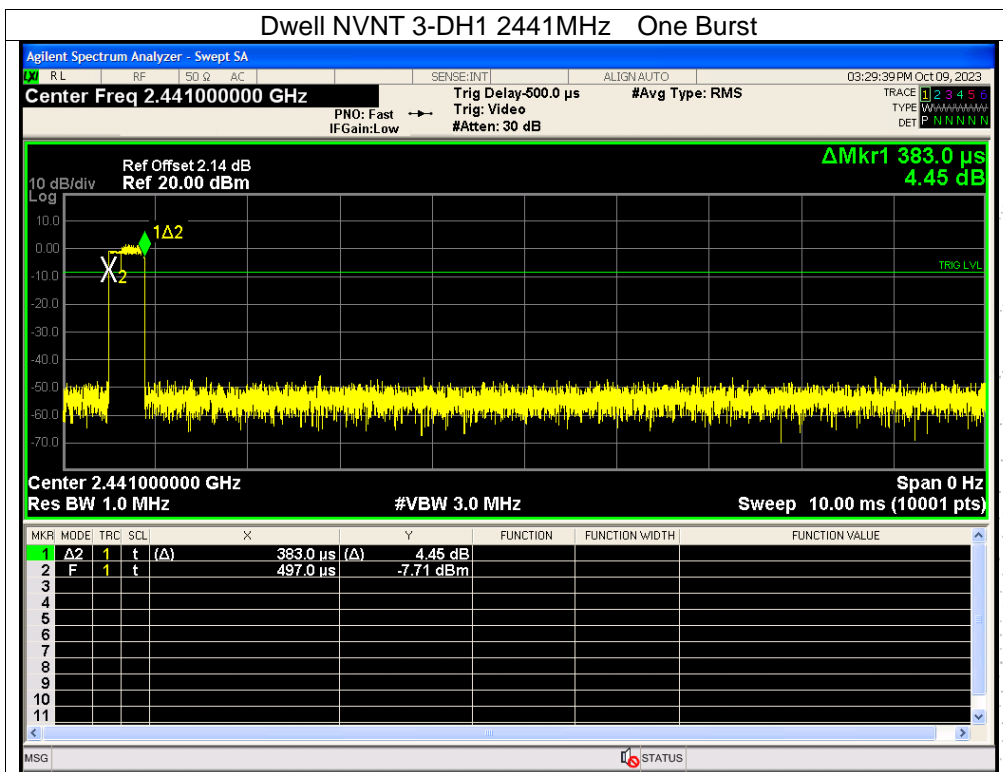 Dwell NVNT 3-DH1 2441MHz One Burst
Agilent Spectrum Analyzer - Swept SA
LXI RL RF 50 Ω AC SENSE:INT ALIGN AUTO 03:29:39 PM Oct 09, 2023
Center Freq 2.441000000 GHz Trig Delay-500.0 µs #Avg Type: RMS TRACE 1 2 3 4 5 6
PNO: Fast Trig: Video TYPE WWWWWW
IFGain:Low #Atten: 30 dB DET P N N N N N
ΔMkr1 383.0 µs
4.45 dB
Ref Offset 2.14 dB
10 dB/div Ref 20.00 dBm
Log
10.0
1Δ2
0.00
TRIG LVL
X2
-10.0
-20.0
-30.0
-40.0
-50.0
-60.0
-70.0
Center 2.441000000 GHz Span 0 Hz
Res BW 1.0 MHz #VBW 3.0 MHz Sweep 10.00 ms (10001 pts)
MKR MODE TRC SCL X Y FUNCTION FUNCTION WIDTH FUNCTION VALUE
1 Δ2 1 t (Δ) 383.0 µs (Δ) 4.45 dB
2 F 1 t 497.0 µs -7.71 dBm
3
4
5
6
7
8
9
10
11
MSG STATUS